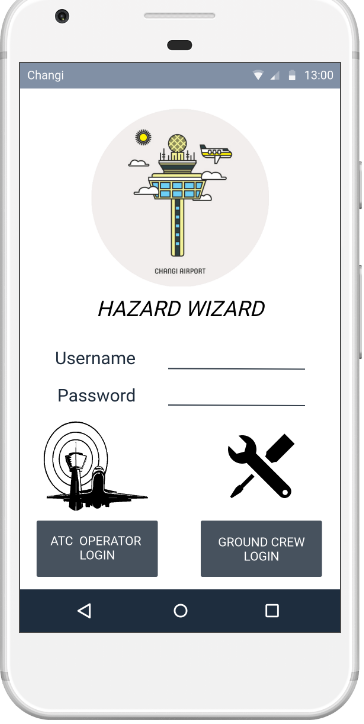 Changi 13:00
CHANGI AIRPORT
HAZARD WIZARD
Username
Password
ATC OPERATOR
LOGIN
GROUND CREW
LOGIN